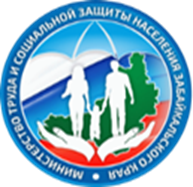 МИНИСТЕРСТВО ТРУДА И СОЦИАЛЬНОЙ ЗАЩИТЫ НАСЕЛЕНИЯ ЗАБАЙКАЛЬСКОГО КРАЯ